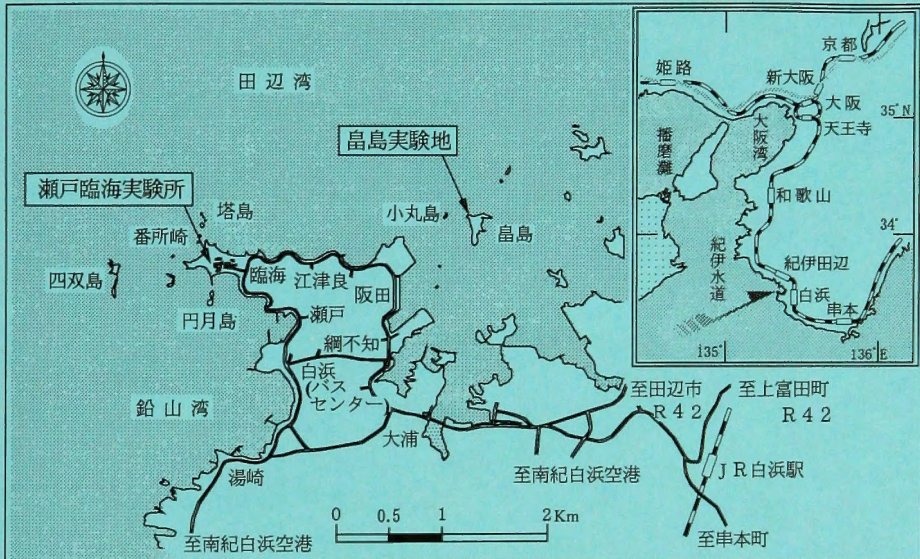 田辺湾
畠島実験地
瀬戸臨海実験所
塔島
小丸島
畠島
番所崎
四双島
臨海
江津良
阪田
円月島
瀬戸
綱不知
白浜
(バス
センター)
鉛山湾
大浦
湯崎
至南紀白浜空港
至南紀白浜空港
至田辺市
R42
至上富田町
R42
JR白浜駅
至串本町
0 0.5 1 2Km
京都
姫路
新大阪
大阪
35°N
天王寺
大阪湾
播磨灘
和歌山
34°
紀伊水道
紀伊田辺
白浜
串本
135°
136°E